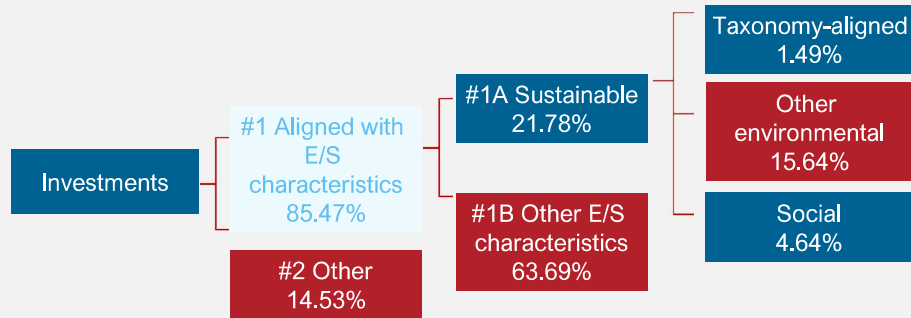 Investments
#1 Aligned with
E/S
characteristics
85.47%
#2 Other
14.53%
#1A Sustainable
21.78%
#1B Other E/S
characteristics
63.69%
Taxonomy-aligned
1.49%
Other
environmental
15.64%
Social
4.64%